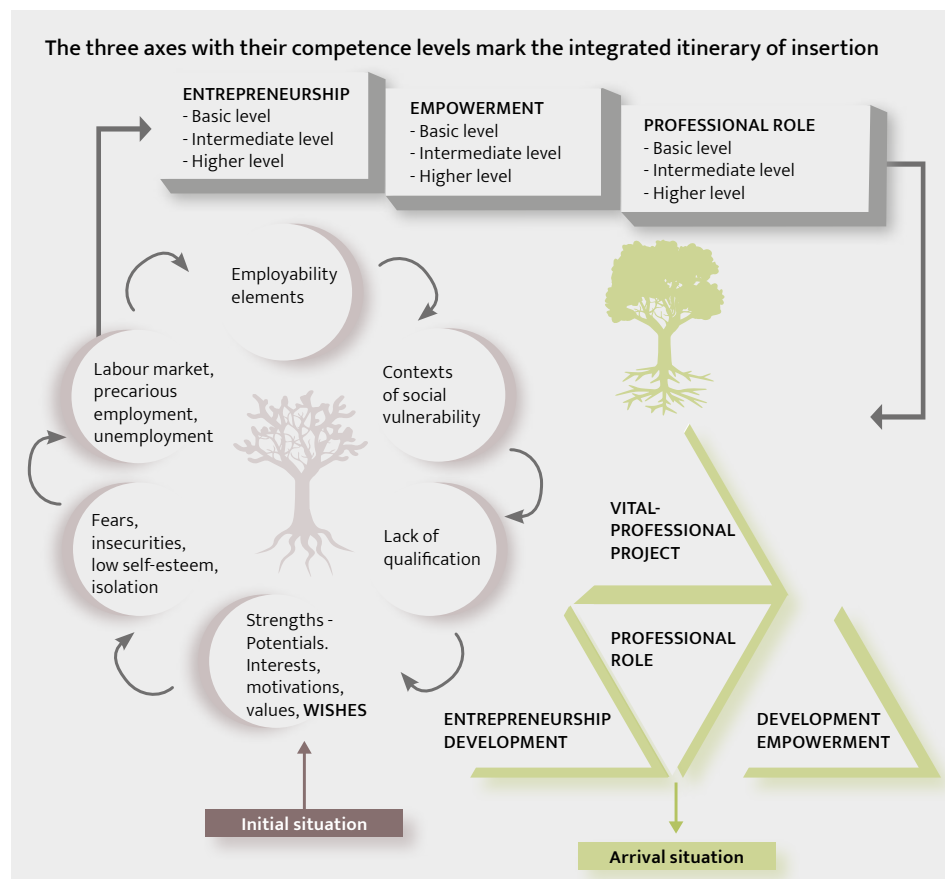 The three axes with their competence levels mark the integrated itinerary of insertion
ENTREPRENEURSHIP
- Basic level
- Intermediate level
- Higher level
EMPOWERMENT
- Basic level
- Intermediate level
- Higher level
PROFESSIONAL ROLE
- Basic level
- Intermediate level
- Higher level
Employability
elements
Contexts
of social
vulnerability
Lack of
qualification
Strengths -
Potentials.
Interests,
motivations,
values, WISHES
Fears,
insecurities,
low self-esteem,
isolation
Labour market,
precarious
employment,
unemployment
Initial situation
VITAL-
PROFESSIONAL
PROJECT
PROFESSIONAL
ROLE
ENTREPRENEURSHIP
DEVELOPMENT
DEVELOPMENT
EMPOWERMENT
Arrival situation